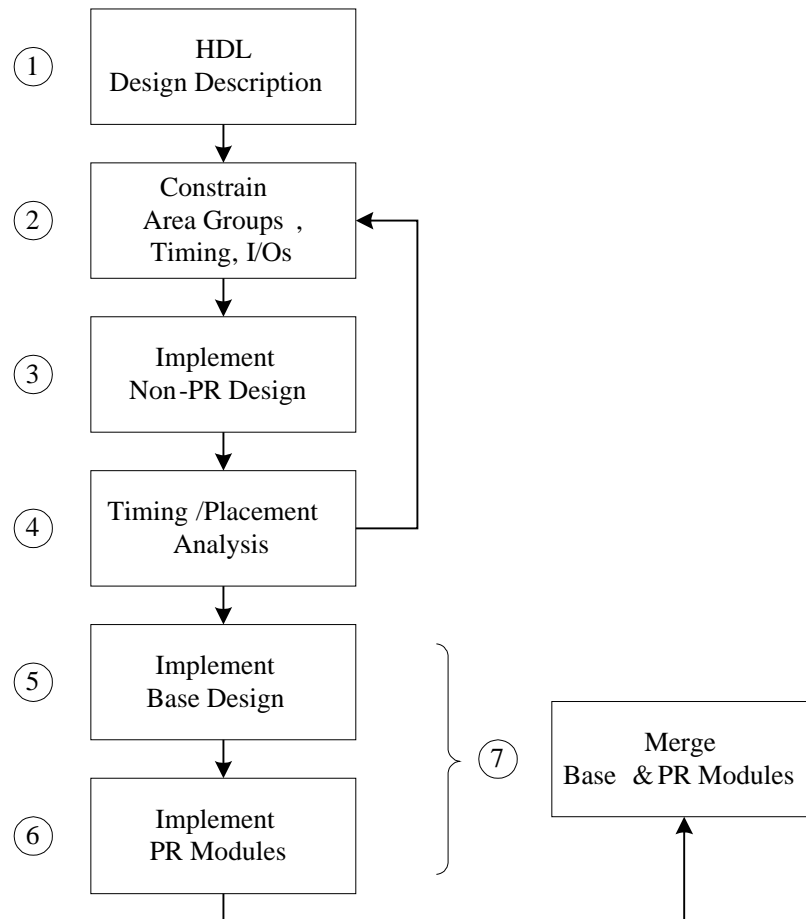 1
HDL
Design Description
2
Constrain
Area Groups ,
Timing, I/Os
3
Implement
Non-PR Design
4
Timing /Placement
Analysis
5
Implement
Base Design
6
Implement
PR Modules
7
Merge
Base & PR Modules